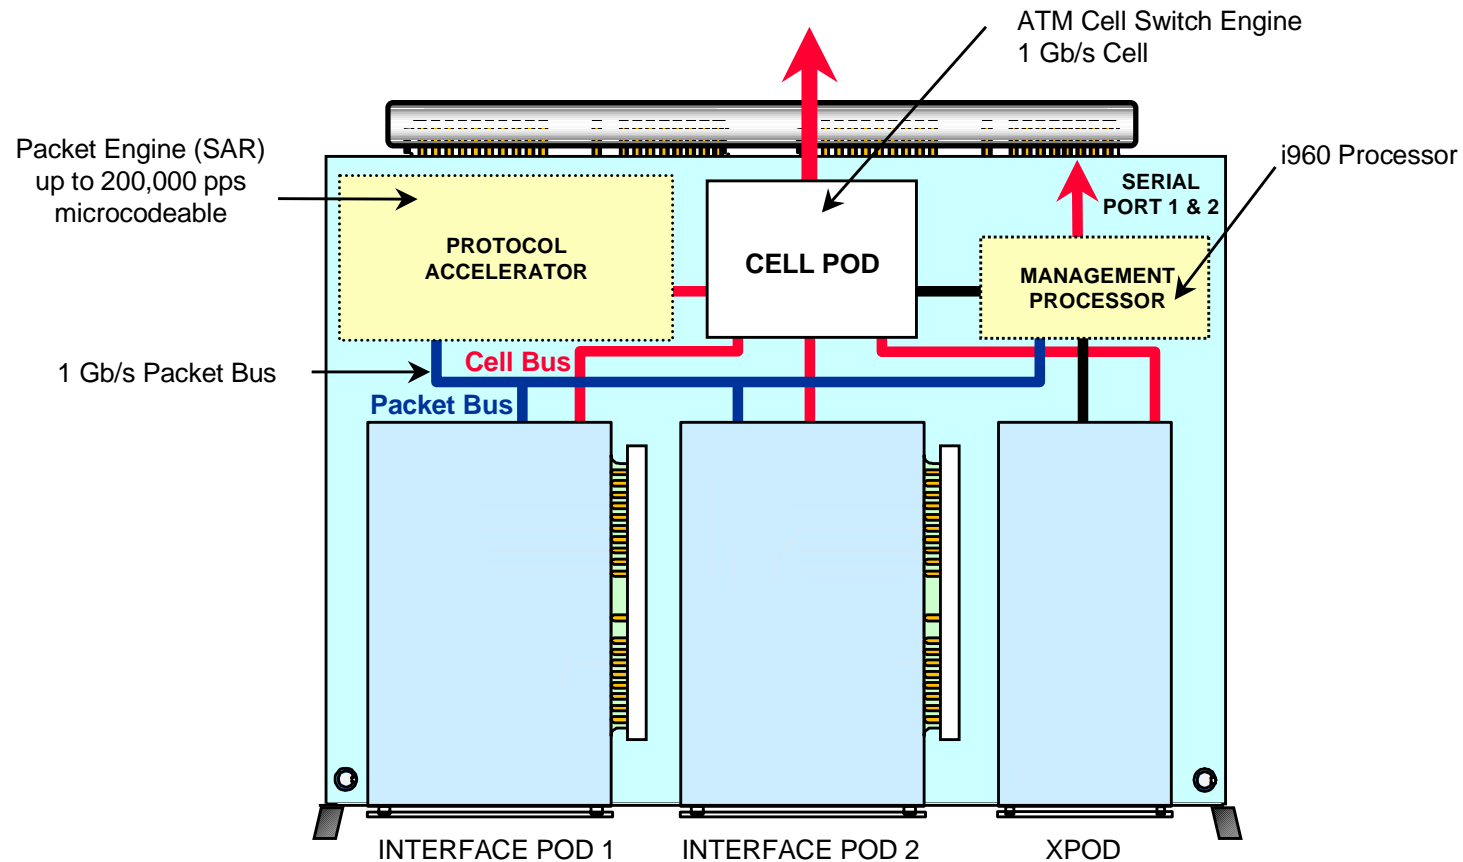 ATM Cell Switch Engine
1 Gb/s Cell
Packet Engine (SAR)
up to 200,000 pps
microcodeable
i960 Processor
SERIAL
PORT 1 & 2
PROTOCOL
ACCELERATOR
CELL POD
MANAGEMENT
PROCESSOR
1 Gb/s Packet Bus
Cell Bus
Packet Bus
INTERFACE POD 1
INTERFACE POD 2
XPOD